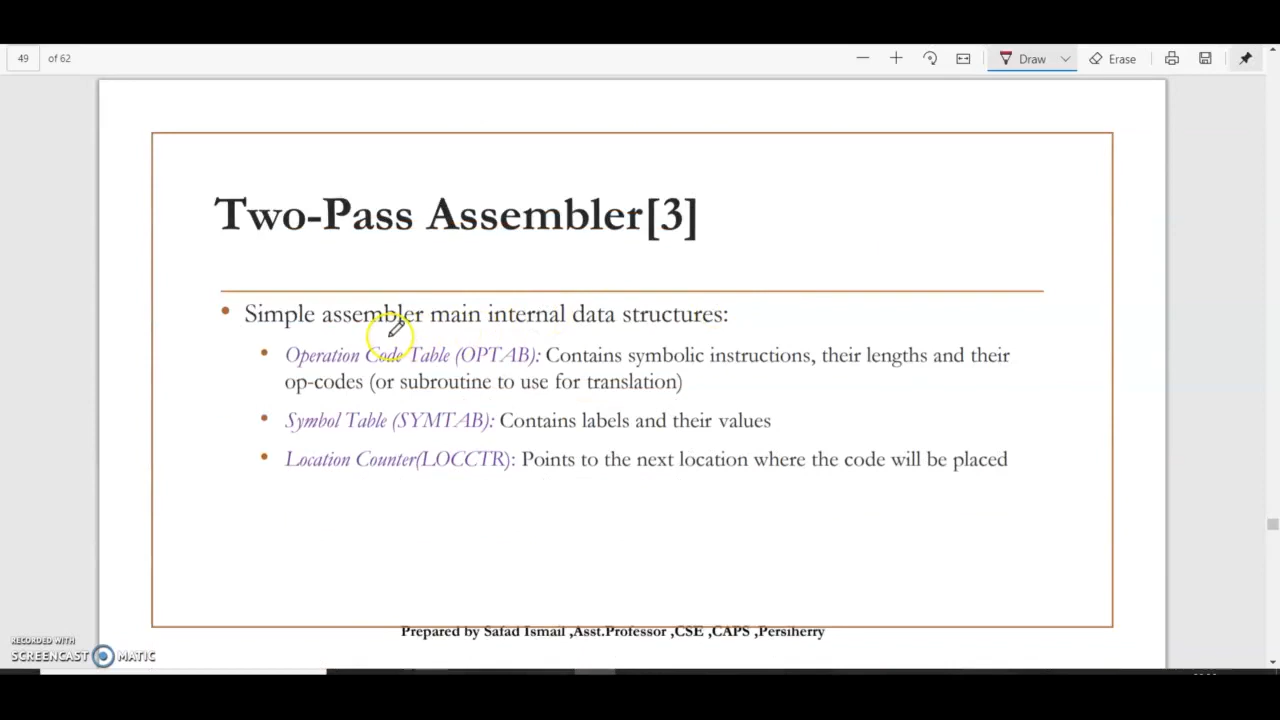 49 of 62
Draw
Erase
Two-Pass Assembler[3]
• Simple assembler main internal data structures:
• Operation Code Table (OPTAB): Contains symbolic instructions, their lengths and their
op-codes (or subroutine to use for translation)
• Symbol Table (SYMTAB): Contains labels and their values
• Location Counter(LOCCTR): Points to the next location where the code will be placed
Prepared by Safad Ismail ,Asst.Professor ,CSE ,CAPS ,Persiherry
RECORDED WITH
SCREENCAST MATIC